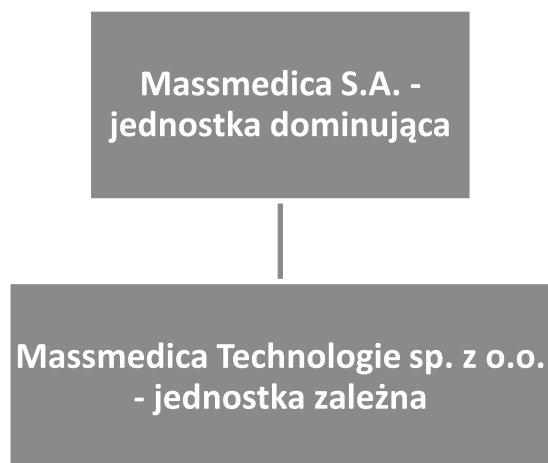 Massmedica S.A. -
jednostka dominująca
Massmedica Technologie sp. z o.o.
- jednostka zależna